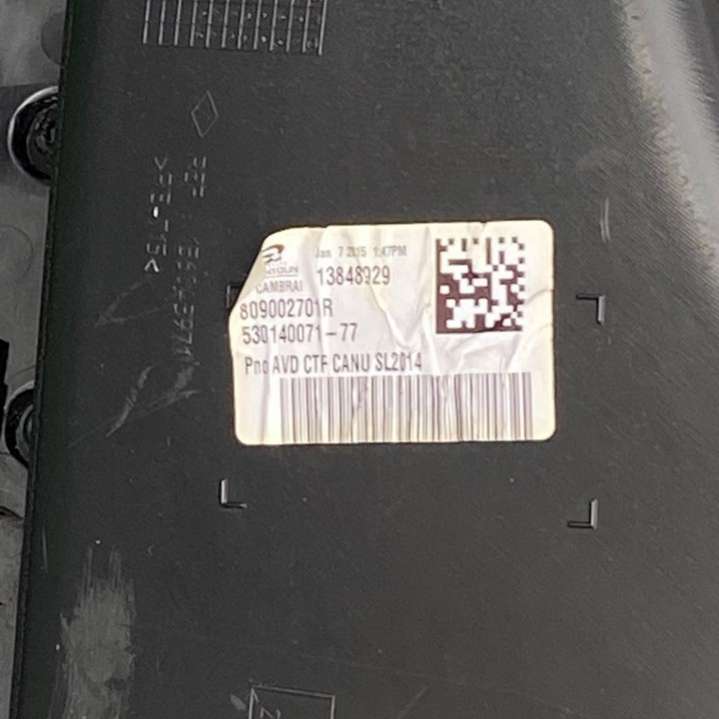 Jan 7 2015 1:47PM
13848929
CAMBRAI
809002701R
530140071-77
Pno AVD CTF CANU SL2014